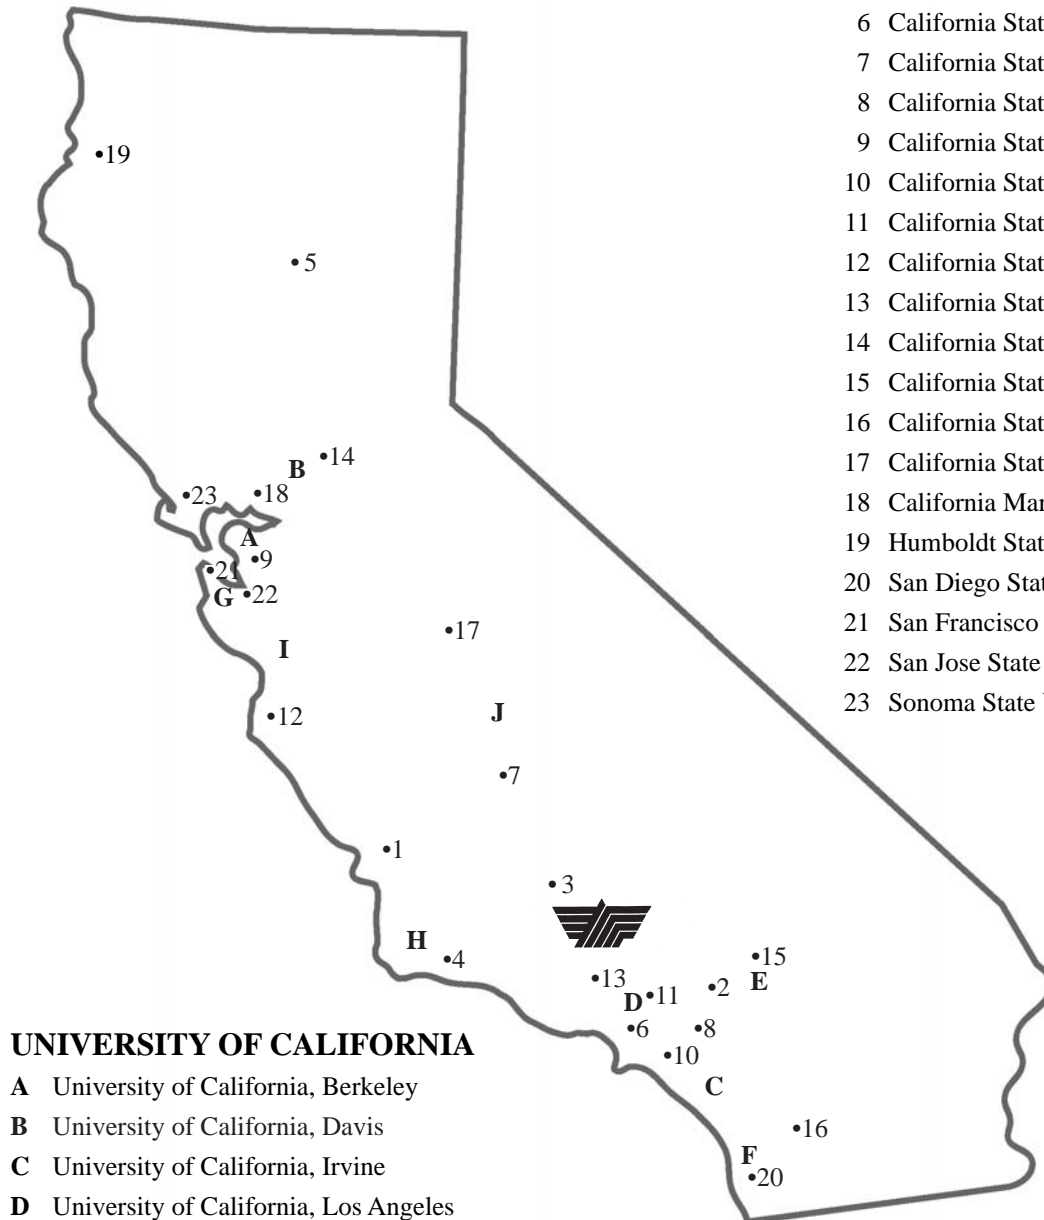 6 California Stat
7 California Stat
8 California Stat
9 California Stat
10 California Stat
11 California Stat
12 California Stat
13 California Stat
14 California Stat
15 California Stat
16 California Stat
17 California Stat
18 California Mar
19 Humboldt Stat
20 San Diego Stat
21 San Francisco
22 San Jose State
23 Sonoma State
19
5
14
B
23
18
A
9
21
G
22
17
I
J
12
7
1
3
H
4
15
E
13
2
D
11
6
8
10
C
16
F
20
UNIVERSITY OF CALIFORNIA
A University of California, Berkeley
B University of California, Davis
C University of California, Irvine
D University of California, Los Angeles